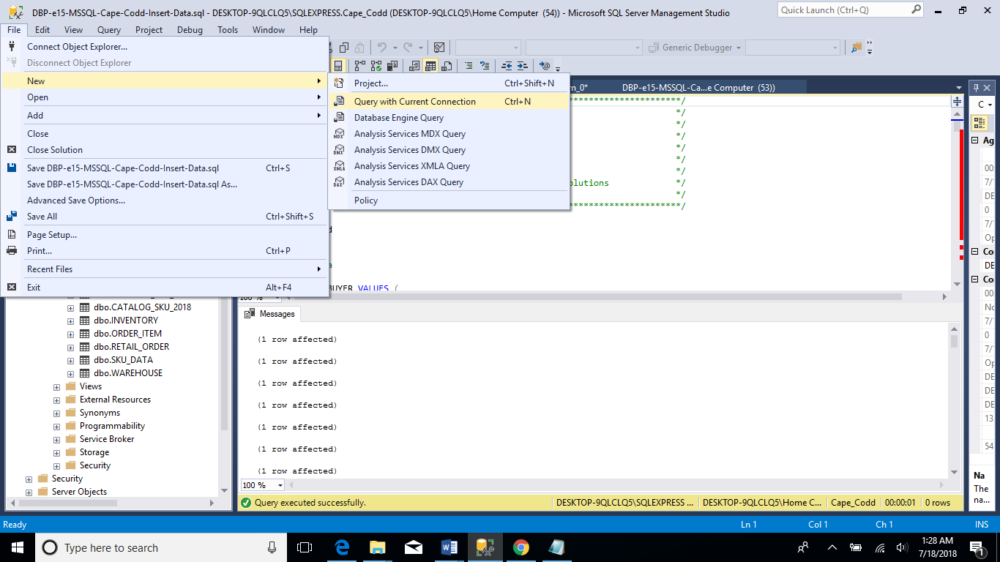 DBP-e15-MSSQL-Cape-Codd-Insert-Data.sql - DESKTOP-9QLCLQ5\SQLEXPRESS.Cape_Codd (DESKTOP-9QLCLQ5\Home Computer (54)) - Microsoft SQL Server Management Studio
Quick Launch (Ctrl+Q)
File Edit View Query Project Debug Tools Window Help
Connect Object Explorer...
Disconnect Object Explorer
New
Open
Add
Close
Close Solution
Save DBP-e15-MSSQL-Cape-Codd-Insert-Data.sql Ctrl+S
Save DBP-e15-MSSQL-Cape-Codd-Insert-Data.sql As...
Advanced Save Options...
Save All Ctrl+Shift+S
Page Setup...
Print... Ctrl+P
Recent Files
Exit Alt+F4
Project... Ctrl+Shift+N
Query with Current Connection Ctrl+N
Database Engine Query
MDX Analysis Services MDX Query
DMX Analysis Services DMX Query
XMLA Analysis Services XMLA Query
DAX Analysis Services DAX Query
Policy
Generic Debugger
m_0* DBP-e15-MSSQL-Ca...e Computer (53))
***********************/
*/
*/
*/
*/
*/
*/
olutions */
*/
***********************/
d
a
BUYER VALUES (
100 %
dbo.CATALOG_SKU_2018
dbo.INVENTORY
dbo.ORDER_ITEM
dbo.RETAIL_ORDER
dbo.SKU_DATA
dbo.WAREHOUSE
Views
External Resources
Synonyms
Programmability
Service Broker
Storage
Security
Security
Server Objects
Messages
(1 row affected)
(1 row affected)
(1 row affected)
(1 row affected)
(1 row affected)
(1 row affected)
(1 row affected)
100 %
Query executed successfully. DESKTOP-9QLCLQ5\SQLEXPRESS ... DESKTOP-9QLCLQ5\Home C... Cape_Codd 00:00:01 0 rows
C
Ag
00:
7/1
DE
0
7/1
Op
Co
DE
Co
00:
No
7/1
0
7/1
Op
DE
DE
DE
13
54
Na
The
na...
Ready Ln 1 Col 1 Ch 1 INS
Type here to search
1:28 AM
7/18/2018
1